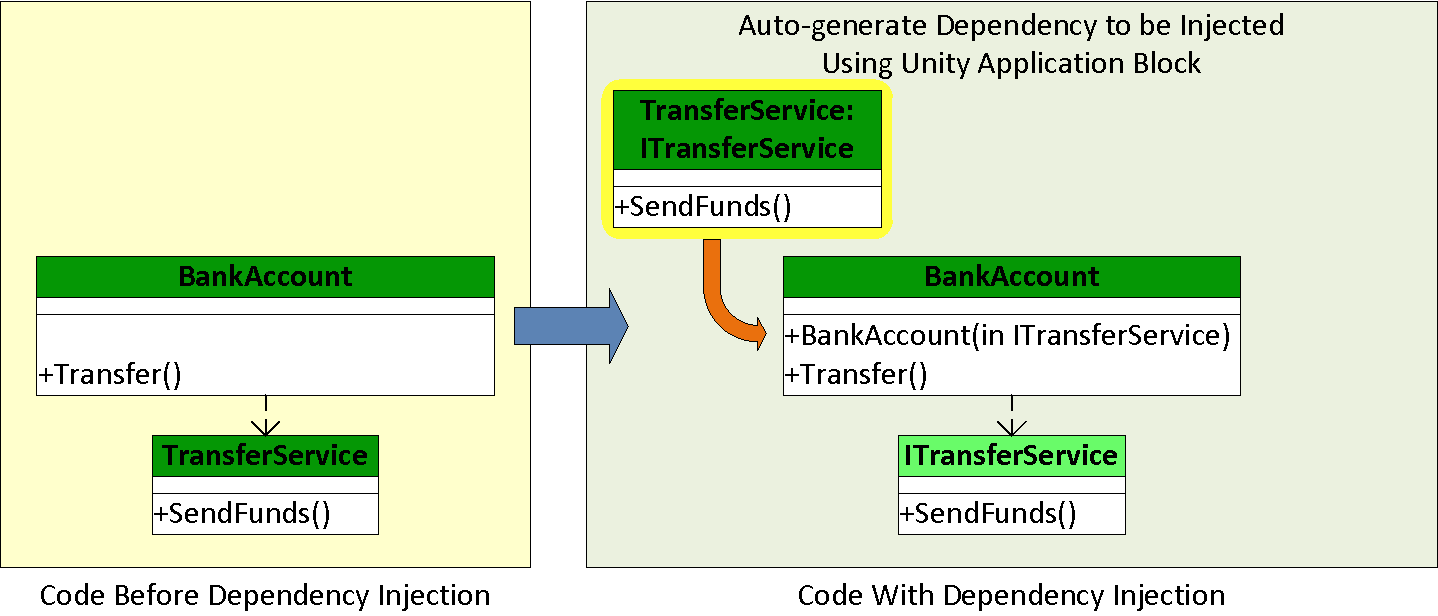 BankAccount
+Transfer()
TransferService
+SendFunds()
Code Before Dependency Injection
Auto-generate Dependency to be Injected
Using Unity Application Block
TransferService:
ITransferService
+SendFunds()
BankAccount
+BankAccount(in ITransferService)
+Transfer()
ITransferService
+SendFunds()
Code With Dependency Injection